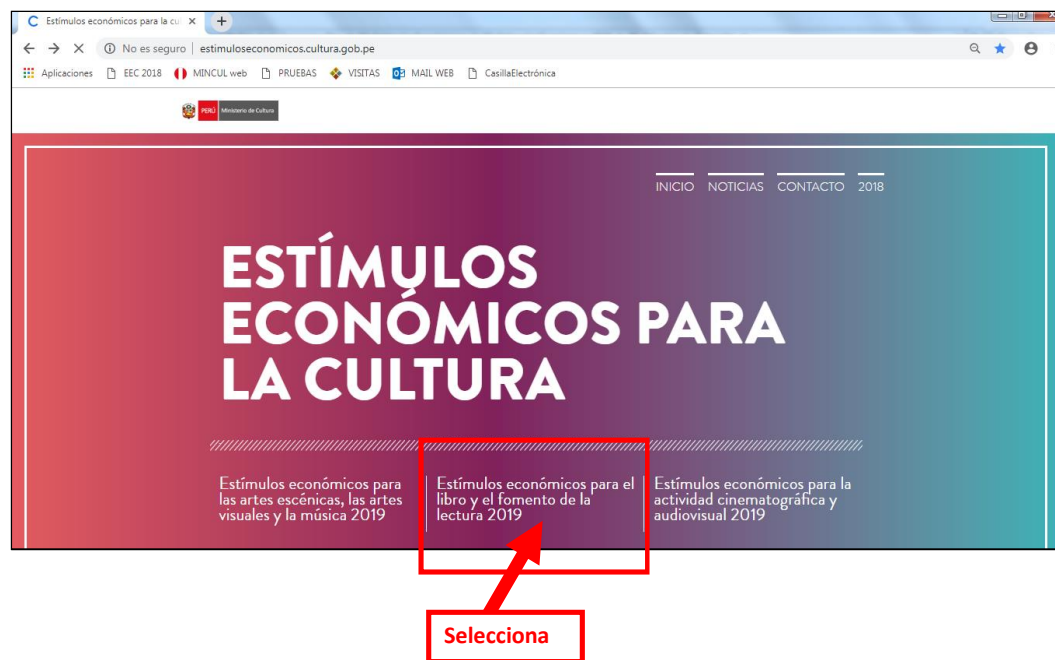 Estímulos económicos para la cu
No es seguro | estimuloseconomicos.cultura.gob.pe
Aplicaciones EEC 2018 MINCUL web PRUEBAS VISITAS MAIL WEB CasillaElectrónica
PERÚ Ministerio de Cultura
INICIO NOTICIAS CONTACTO 2018
ESTÍMULOS
ECONÓMICOS PARA
LA CULTURA
Estímulos económicos para
las artes escénicas, las artes
visuales y la música 2019
Estímulos económicos para el
libro y el fomento de la
lectura 2019
Estímulos económicos para la
actividad cinematográfica y
audiovisual 2019
Selecciona